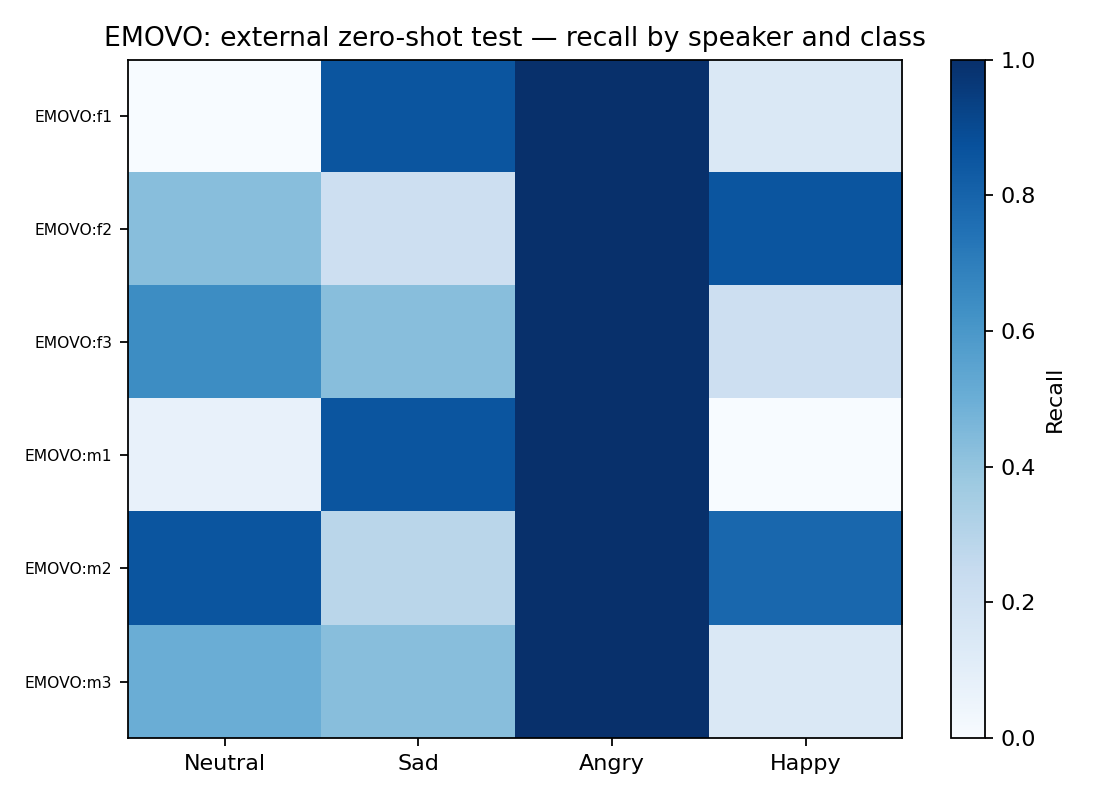 EMOVO: external zero-shot test — recall by speaker and class
EMOVO:f1
EMOVO:f2
EMOVO:f3
EMOVO:m1
EMOVO:m2
EMOVO:m3
Neutral Sad Angry Happy
1.0
0.8
0.6
0.4
0.2
0.0
Recall